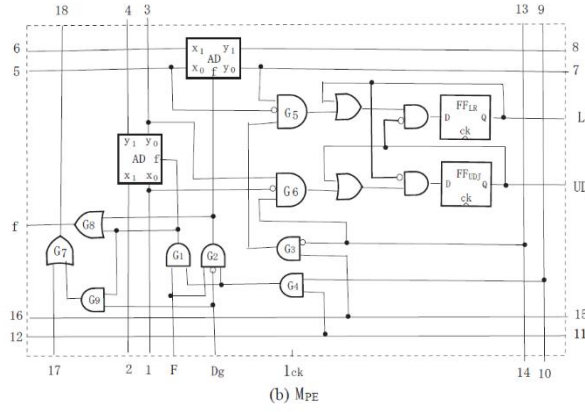 18 4 3 13 9
6 x1 y1 8
AD
5 x0 f y0 7
G5
FFLR
D Q L
ck
y1 y0
AD f
x1 x0
G6
FFUDJ
D Q UD
ck
f G8
G7 G1 G2 G3
G9 G4
16 15
12 11
17 2 1 F Dg 1ck 14 10
(b) MPE